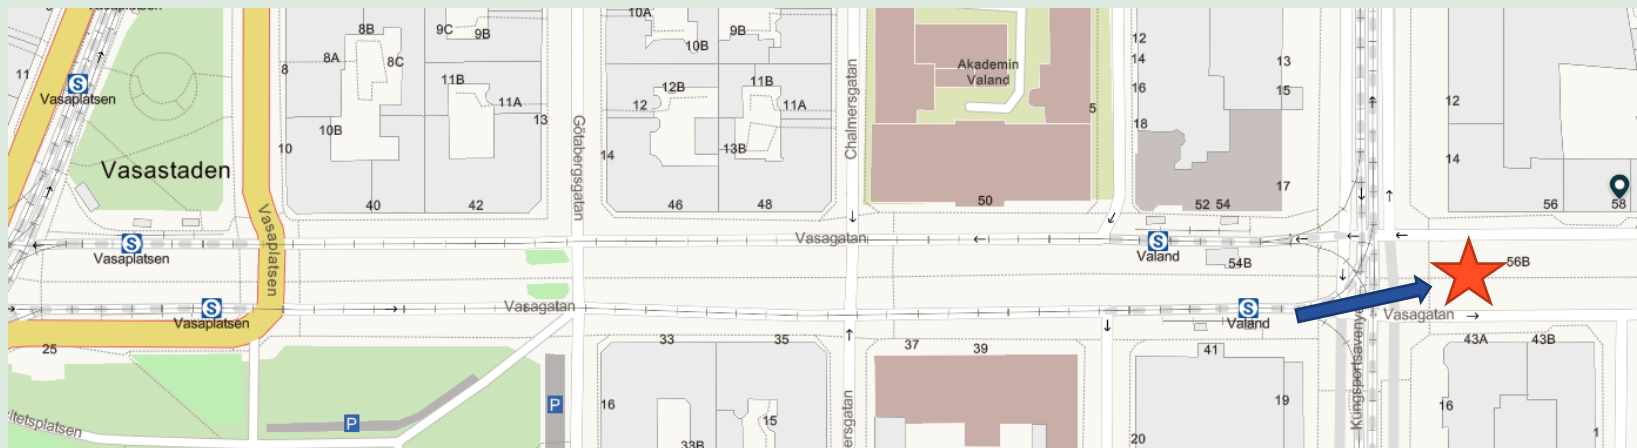 Vasaplatsen
8B
9C
9B
10A
10B
9B
Akademin
Valand
12
14
16
18
13
15
11
S
Vasaplatsen
8
8A
8C
11B
11A
13
10B
10
12B
12
11B
11A
13B
14
5
12
14
Götabergsgatan
Chalmersgatan
Vasastaden
40
42
46
48
50
52 54
17
56
58
Vasaplatsen
S
Vasaplatsen
Vasagatan
S
Valand
54B
56B
S
Vasaplatsen
Vasagatan
S
Valand
Vasagatan
25
33
35
37
39
41
43A
43B
16
15
33B
19
20
16
1
P
P